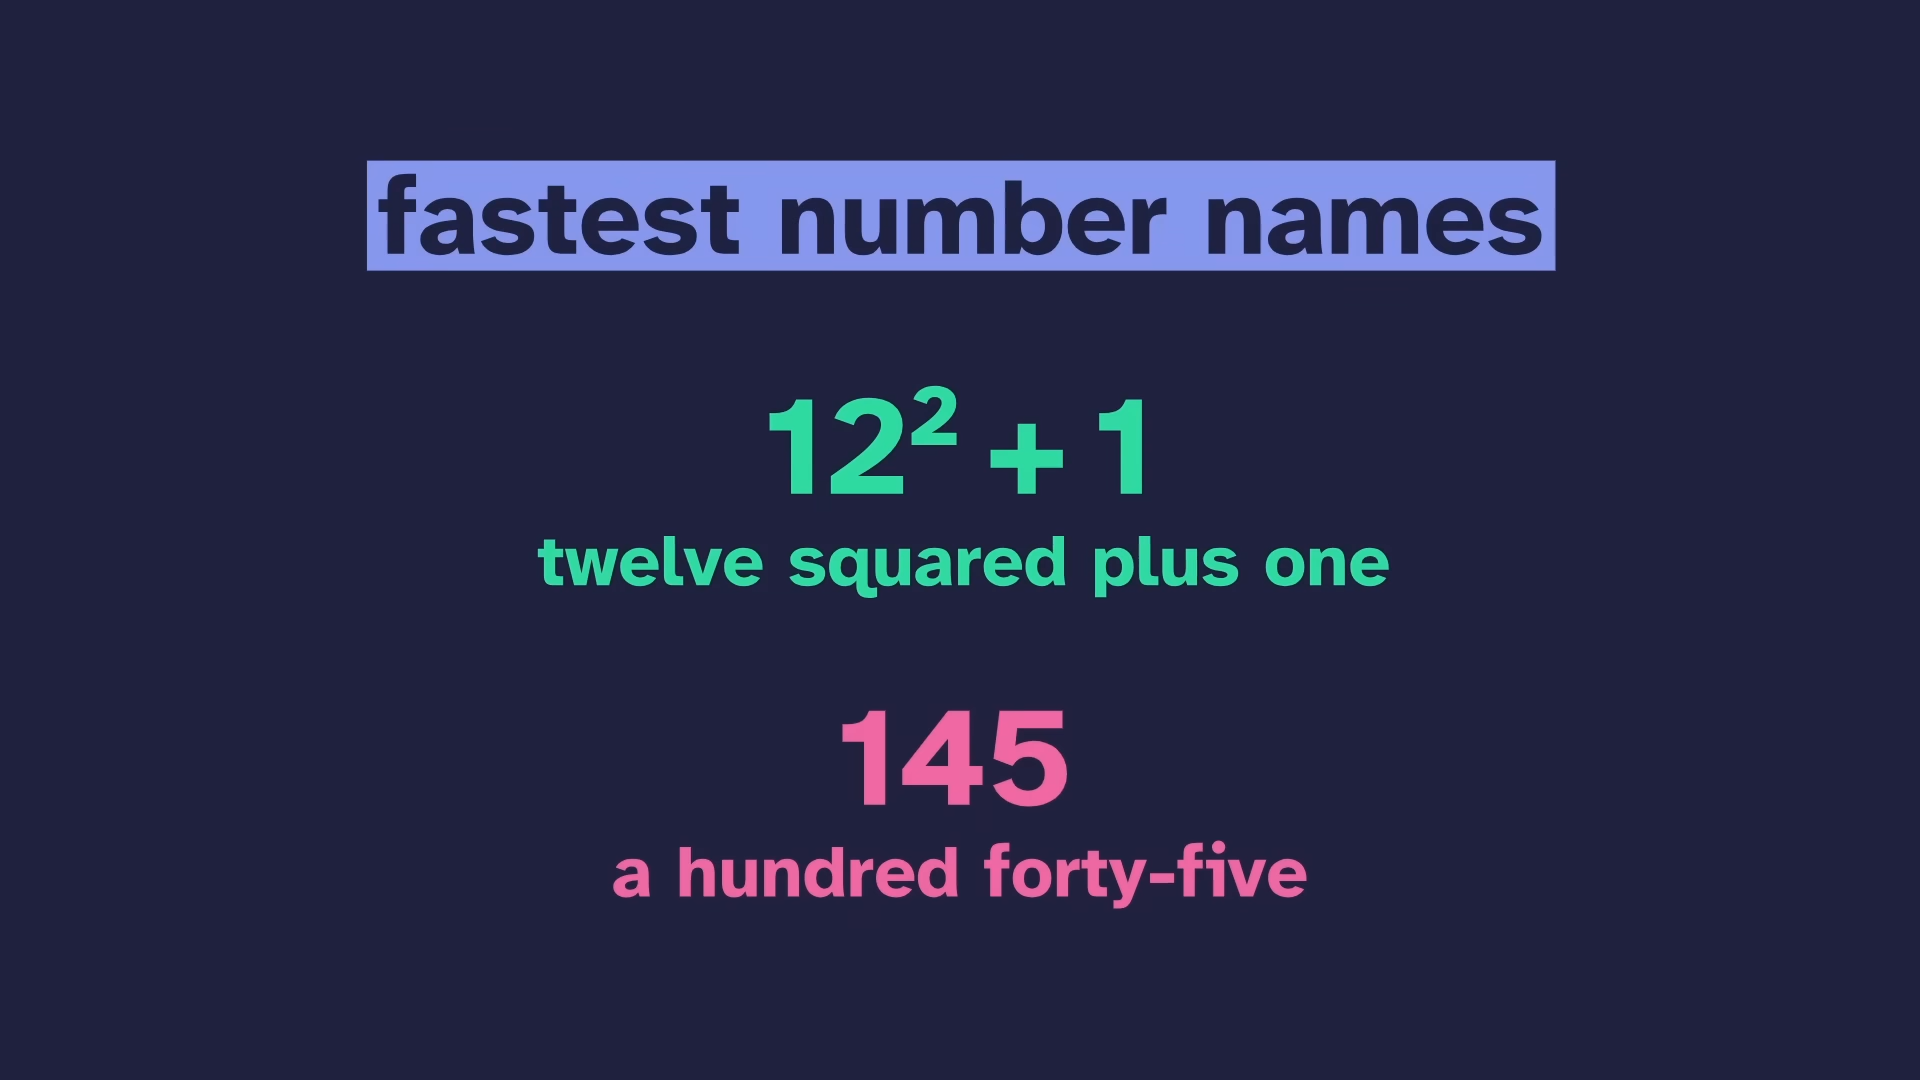 fastest number names
12² + 1
twelve squared plus one
145
a hundred forty-five